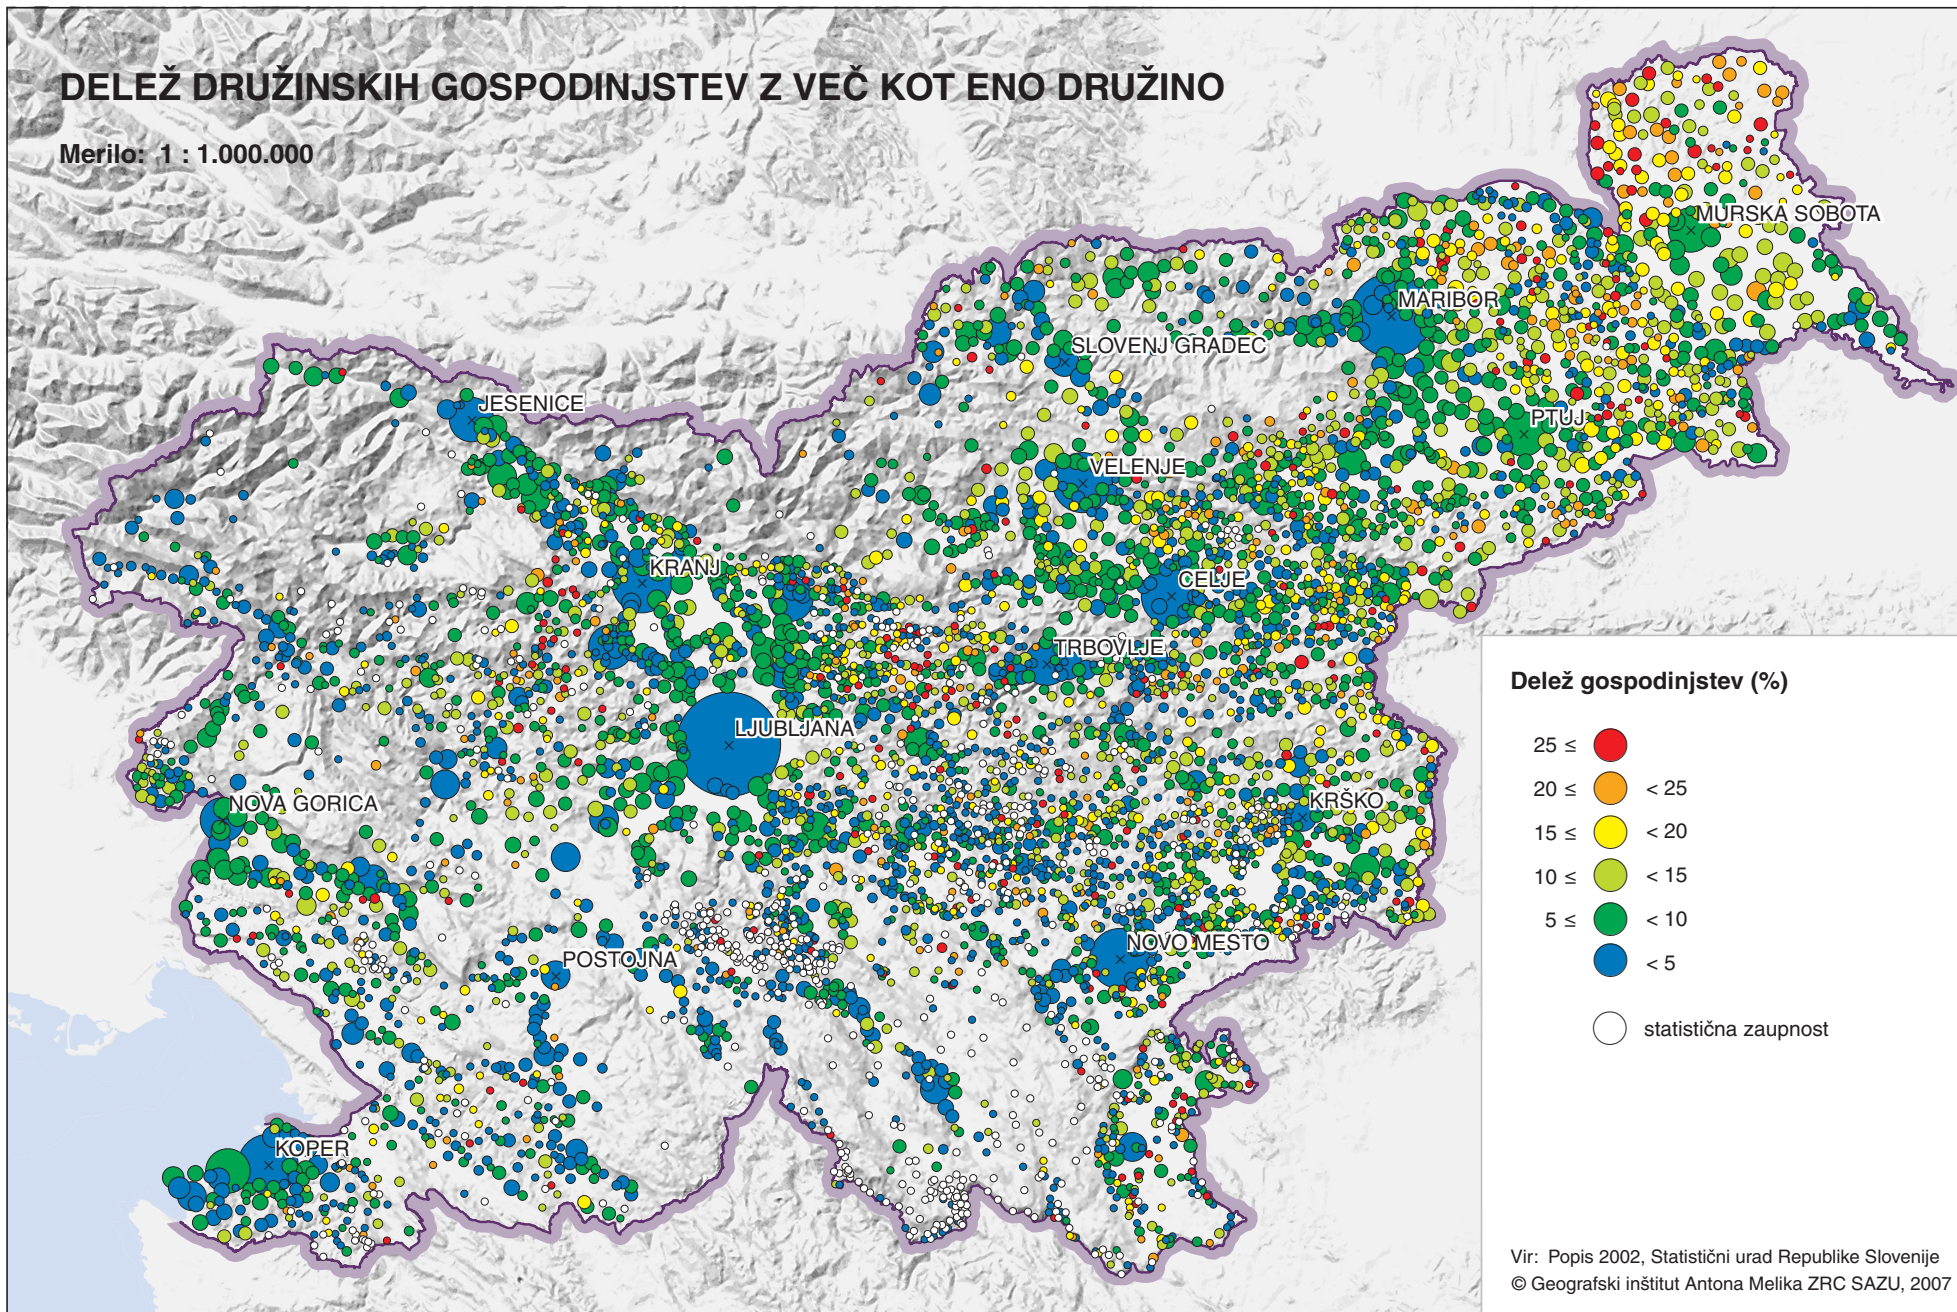 DELEŽ DRUŽINSKIH GOSPODINJSTEV Z VEČ KOT ENO DRUŽINO
Merilo: 1 : 1.000.000
MURSKA SOBOTA
MARIBOR
SLOVENJ GRADEC
JESENICE
PTUJ
VELENJE
KRANJ
CELJE
TRBOVLJE
LJUBLJANA
NOVA GORICA
KRŠKO
NOVO MESTO
POSTOJNA
KOPER
Delež gospodinjstev (%)
25 ≤
20 ≤ < 25
15 ≤ < 20
10 ≤ < 15
5 ≤ < 10
< 5
statistična zaupnost
Vir: Popis 2002, Statistični urad Republike Slovenije
© Geografski inštitut Antona Melika ZRC SAZU, 2007